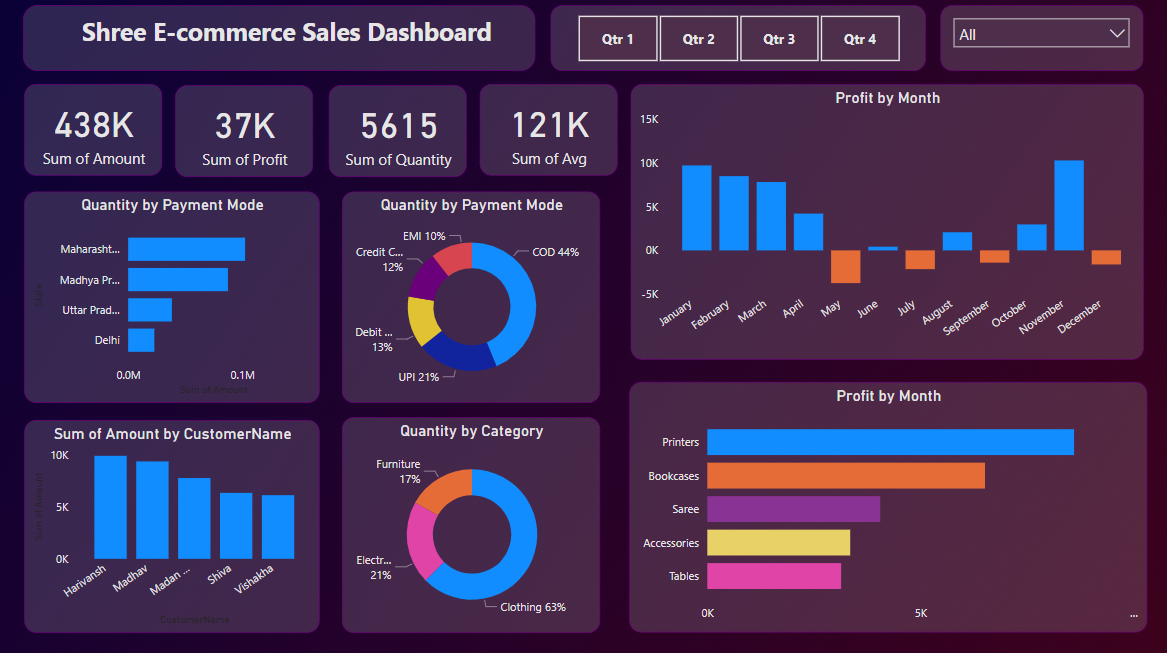 Shree E-commerce Sales Dashboard
Qtr 1
Qtr 2
Qtr 3
Qtr 4
All
438K
Sum of Amount
37K
Sum of Profit
5615
Sum of Quantity
121K
Sum of Avg
Profit by Month
15K
10K
5K
0K
-5K
January
February
March
April
May
June
July
August
September
October
November
December
Quantity by Payment Mode
Maharasht...
Madhya Pr...
Uttar Prad...
Delhi
State
0.0M
0.1M
Sum of Amount
Quantity by Payment Mode
EMI 10%
Credit C...
12%
COD 44%
Debit ...
13%
UPI 21%
Profit by Month
Printers
Bookcases
Saree
Accessories
Tables
0K
5K
...
Sum of Amount by CustomerName
10K
5K
0K
Sum of Amount
Harivansh
Madhav
Madan ...
Shiva
Vishakha
CustomerName
Quantity by Category
Furniture
17%
Electr...
21%
Clothing 63%